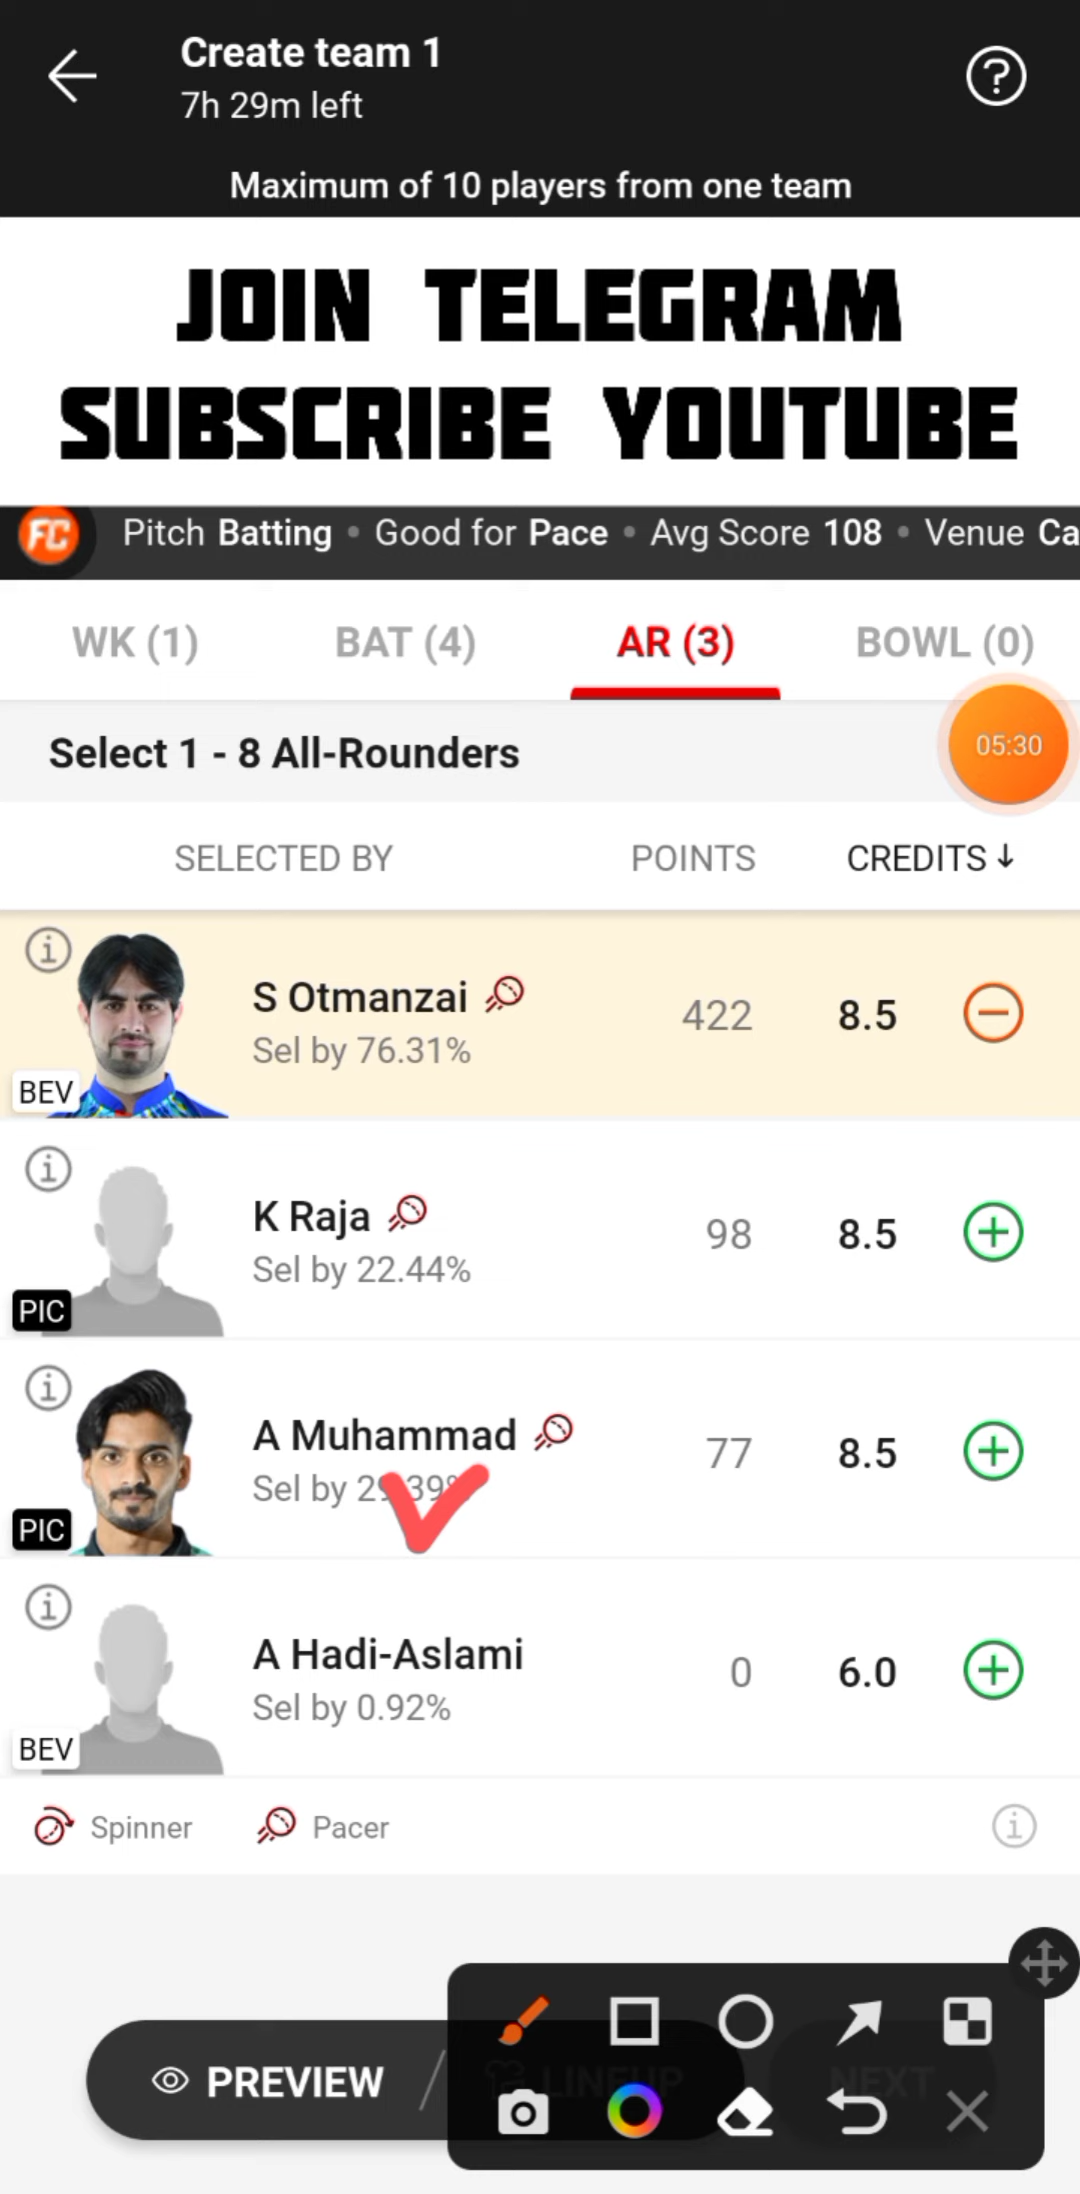 Create team 1
7h 29m left
Maximum of 10 players from one team
JOIN TELEGRAM
SUBSCRIBE YOUTUBE
FC Pitch Batting • Good for Pace • Avg Score 108 • Venue Ca
WK (1) BAT (4) AR (3) BOWL (0)
Select 1 - 8 All-Rounders 05:30
SELECTED BY POINTS CREDITS ↓
S Otmanzai 422 8.5
Sel by 76.31%
BEV
K Raja 98 8.5
Sel by 22.44%
PIC
A Muhammad 77 8.5
Sel by
PIC
A Hadi-Aslami 0 6.0
Sel by 0.92%
BEV
Spinner Pacer
PREVIEW / LINEUP NEXT